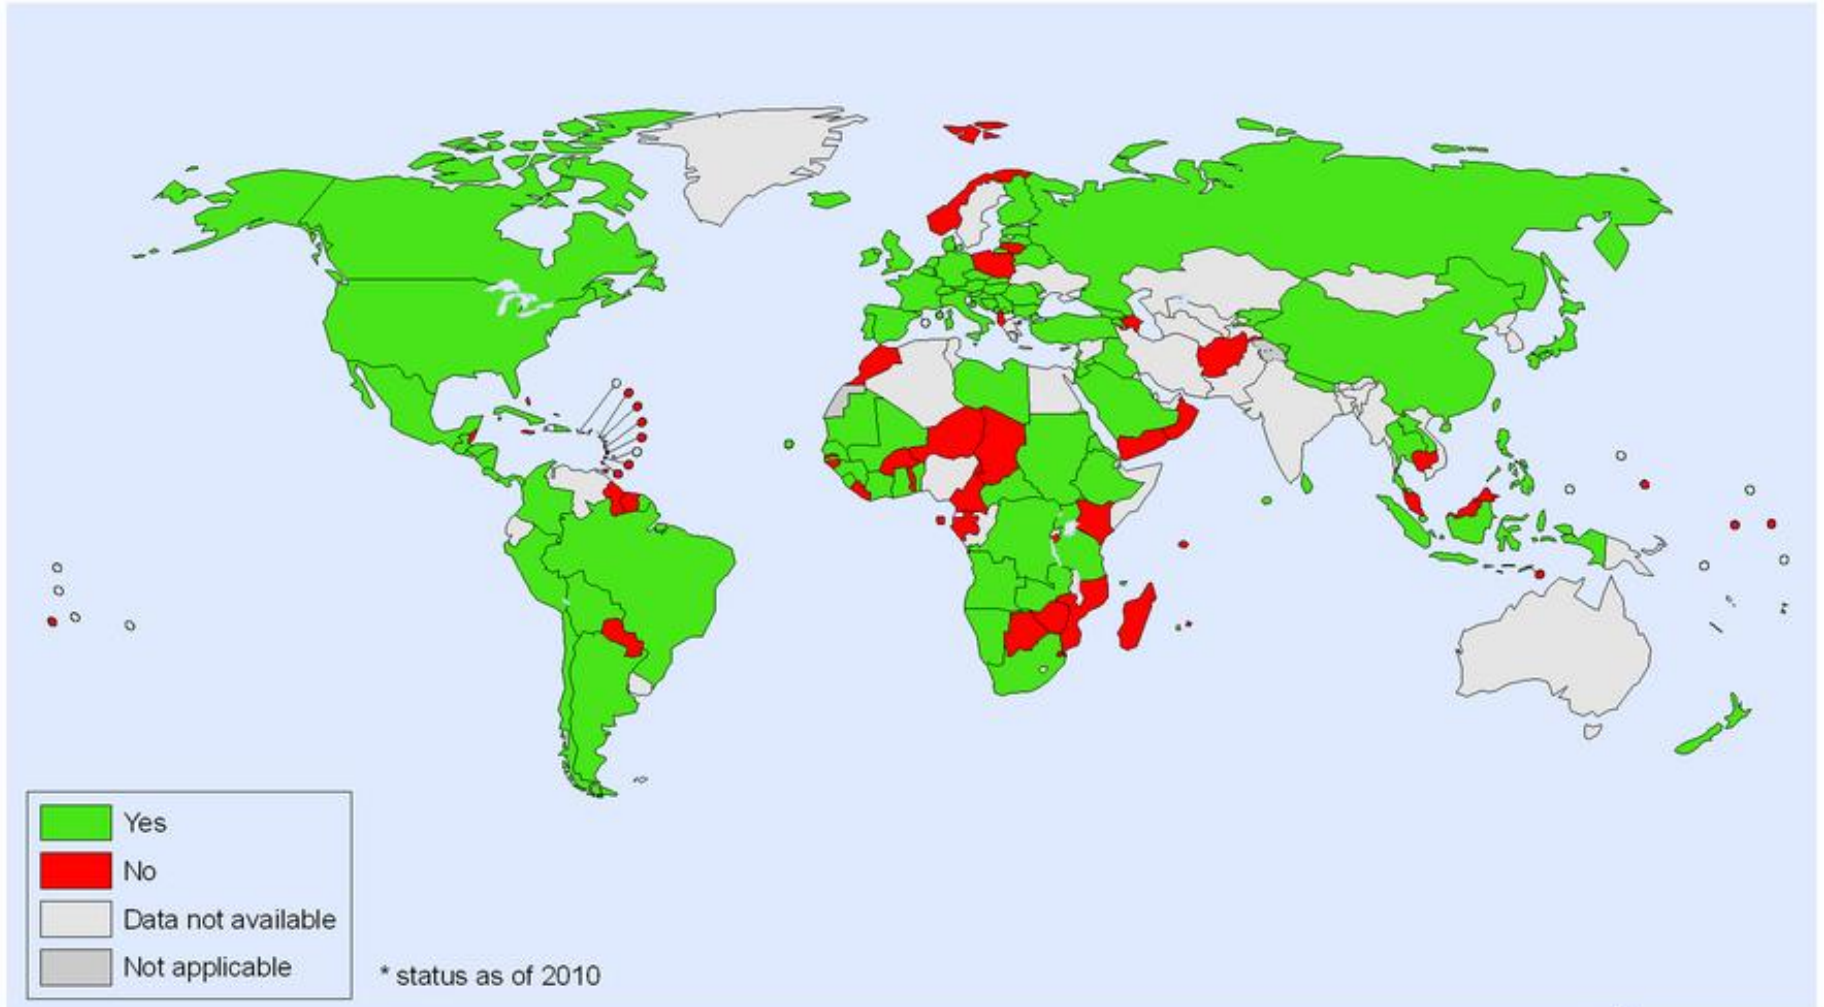 Yes
No
Data not available
Not applicable
* status as of 2010